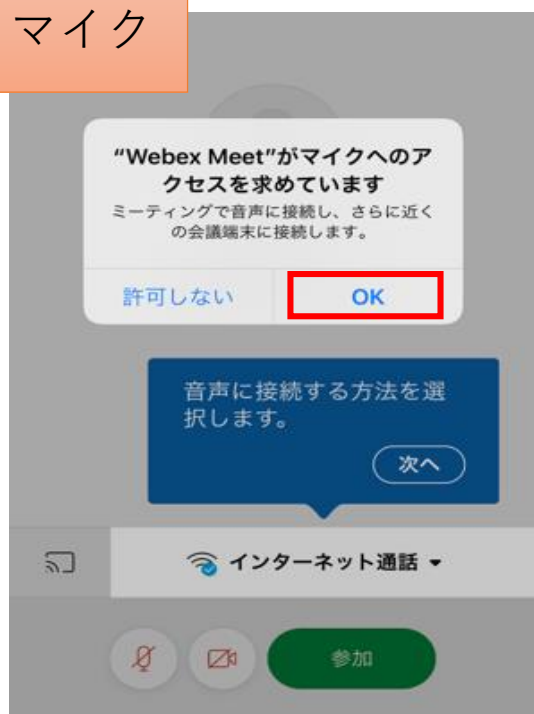 マイク
“Webex Meet”がマイクへのア
クセスを求めています
ミーティングで音声に接続し、さらに近く
の会議端末に接続します。
許可しない
OK
音声に接続する方法を選
択します。
次へ
インターネット通話
参加